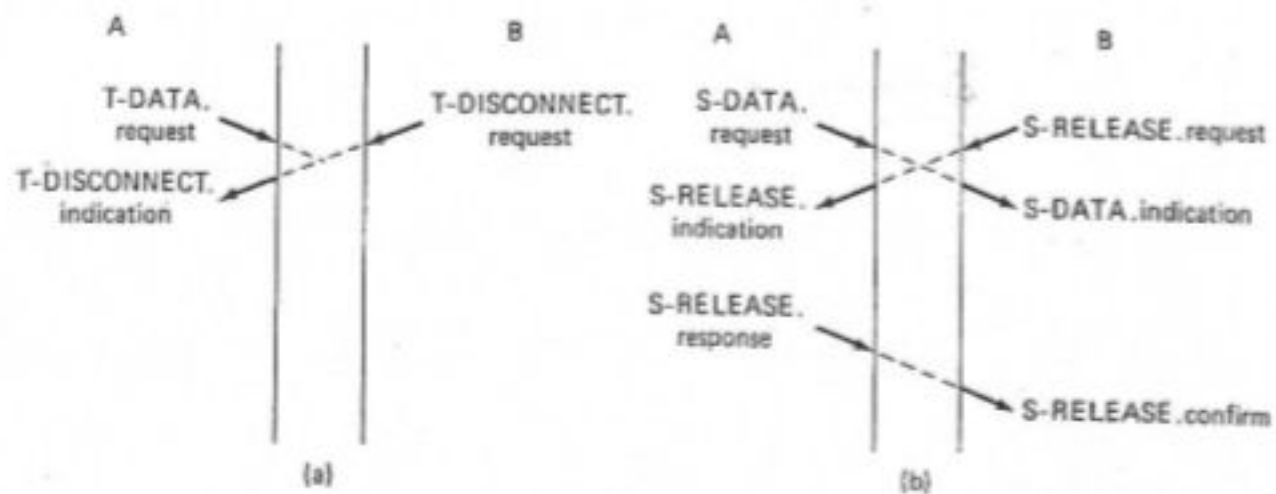 A
B
T-DATA.
request
T-DISCONNECT.
request
T-DISCONNECT.
indication
(a)
A
B
S-DATA.
request
S-RELEASE.request
S-RELEASE.
indication
S-DATA.indication
S-RELEASE.
response
S-RELEASE.confirm
(b)